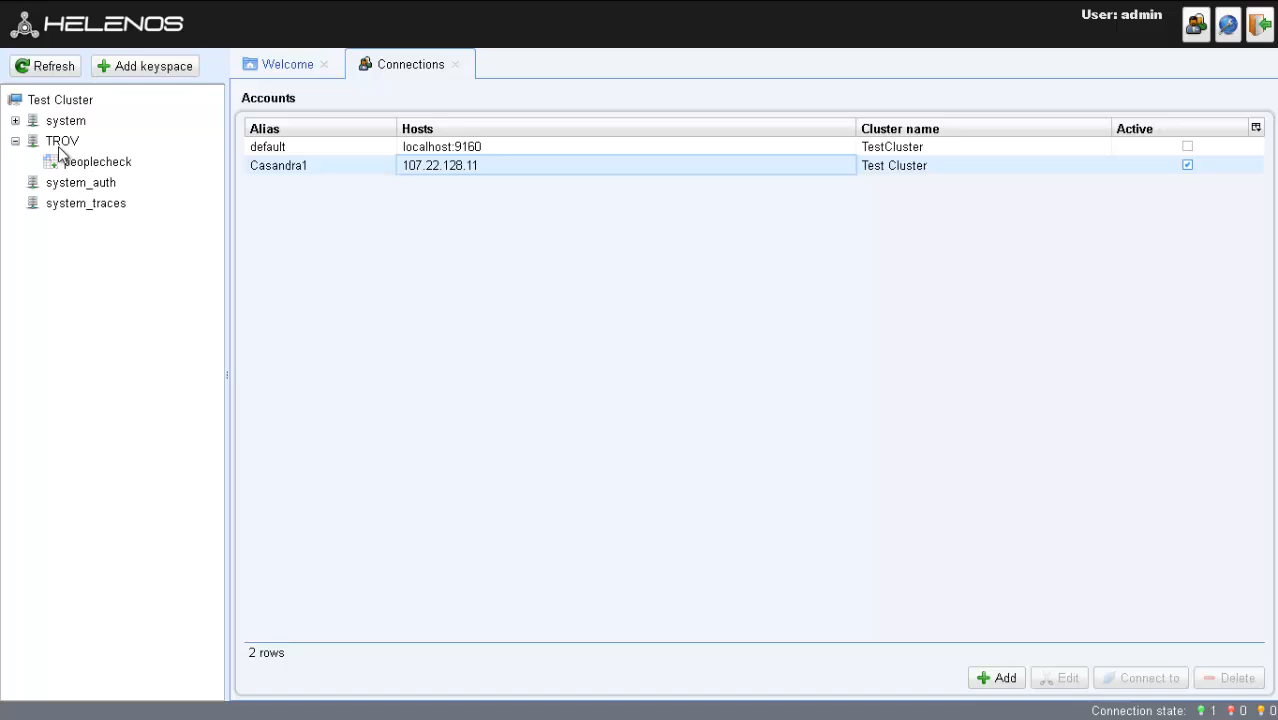 HELENOS
User: admin
Refresh
Add keyspace
Welcome
Connections
Test Cluster
system
TROV
peoplecheck
system_auth
system_traces
Accounts
Alias Hosts Cluster name Active
default localhost:9160 TestCluster
Casandra1 107.22.128.11 Test Cluster
2 rows
Add Edit Connect to Delete
Connection state: 1 0 0